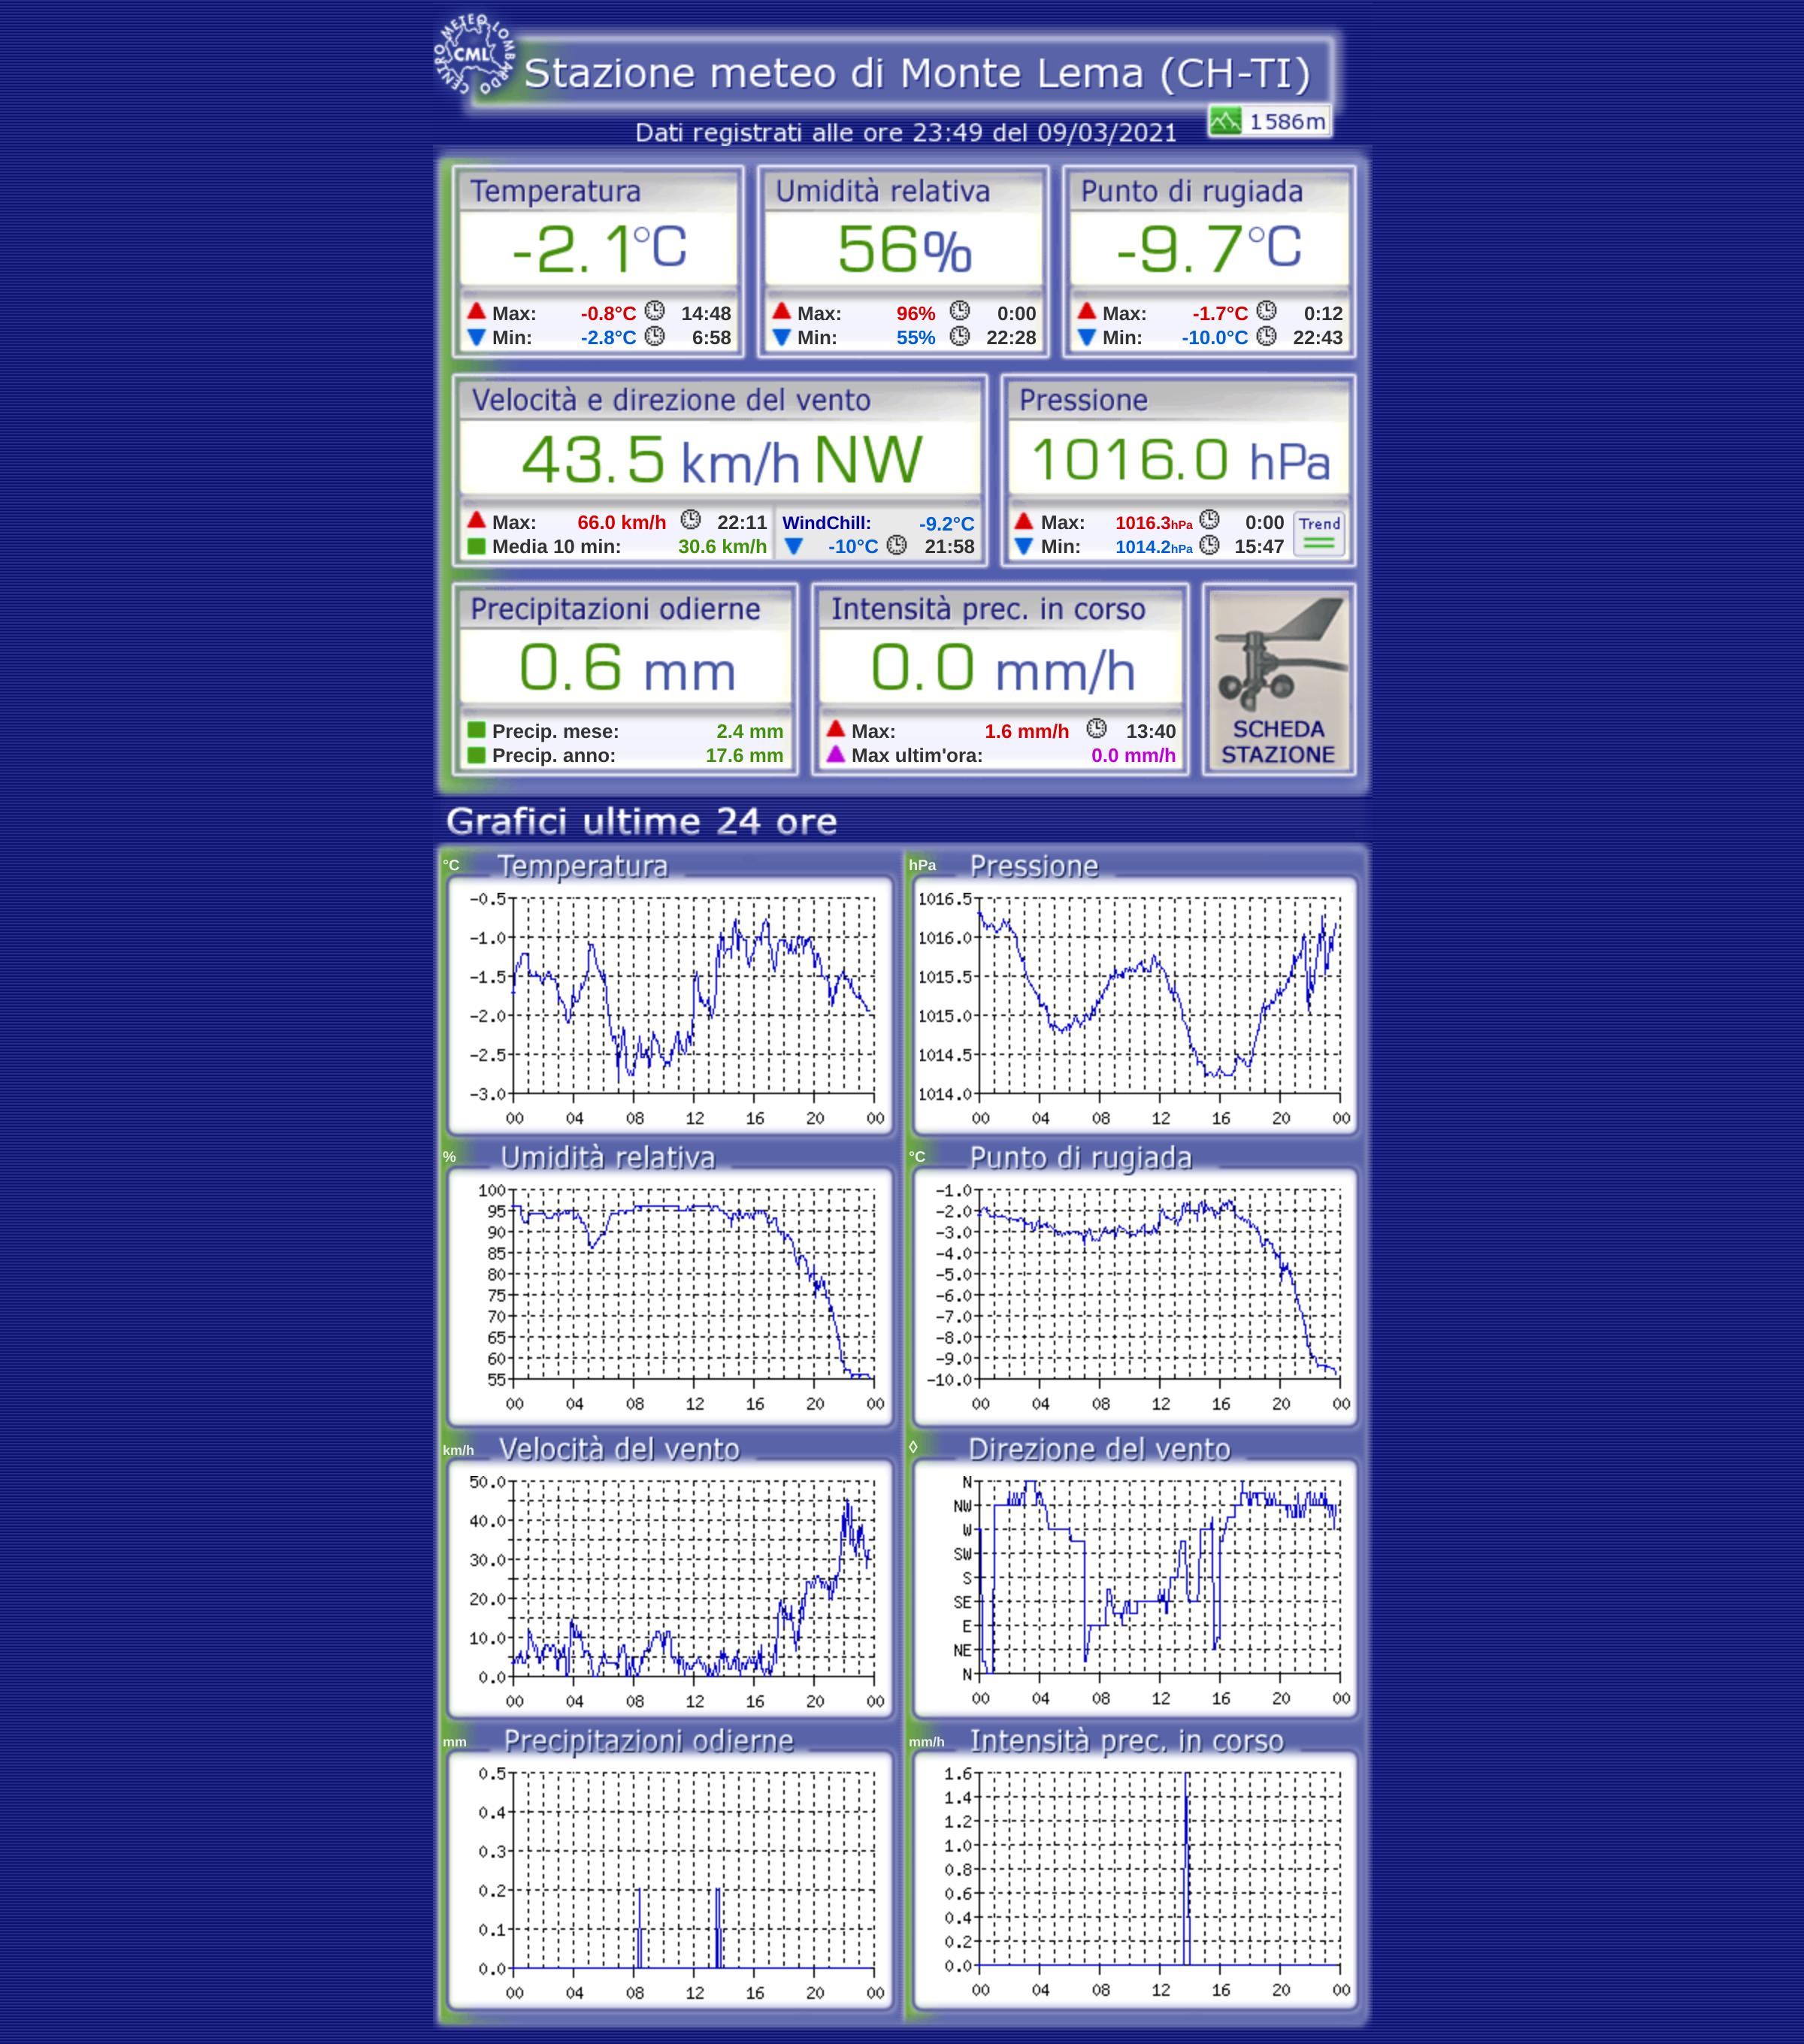 CENTRO METEO LOMBARDO
CML
Stazione meteo di Monte Lema (CH-TI)
1586m
Dati registrati alle ore 23:49 del 09/03/2021
Temperatura Umidità relativa Punto di rugiada
-2.1°C 56% -9.7°C
Max: -0.8°C 14:48 Max: 96% 0:00 Max: -1.7°C 0:12
Min: -2.8°C 6:58 Min: 55% 22:28 Min: -10.0°C 22:43
Velocità e direzione del vento Pressione
43.5 km/h NW 1016.0 hPa
Max: 66.0 km/h 22:11 WindChill: -9.2°C Max: 1016.3hPa 0:00 Trend
Media 10 min: 30.6 km/h -10°C 21:58 Min: 1014.2hPa 15:47
Precipitazioni odierne Intensità prec. in corso
0.6 mm 0.0 mm/h
Precip. mese: 2.4 mm Max: 1.6 mm/h 13:40 SCHEDA
Precip. anno: 17.6 mm Max ultim'ora: 0.0 mm/h STAZIONE
Grafici ultime 24 ore
°C Temperatura
-0.5
-1.0
-1.5
-2.0
-2.5
-3.0
00 04 08 12 16 20 00
hPa Pressione
1016.5
1016.0
1015.5
1015.0
1014.5
1014.0
00 04 08 12 16 20 00
% Umidità relativa
100
95
90
85
80
75
70
65
60
55
00 04 08 12 16 20 00
°C Punto di rugiada
-1.0
-2.0
-3.0
-4.0
-5.0
-6.0
-7.0
-8.0
-9.0
-10.0
00 04 08 12 16 20 00
km/h Velocità del vento
50.0
40.0
30.0
20.0
10.0
0.0
00 04 08 12 16 20 00
◊ Direzione del vento
N
NW
W
SW
S
SE
E
NE
N
00 04 08 12 16 20 00
mm Precipitazioni odierne
0.5
0.4
0.3
0.2
0.1
0.0
00 04 08 12 16 20 00
mm/h Intensità prec. in corso
1.6
1.4
1.2
1.0
0.8
0.6
0.4
0.2
0.0
00 04 08 12 16 20 00